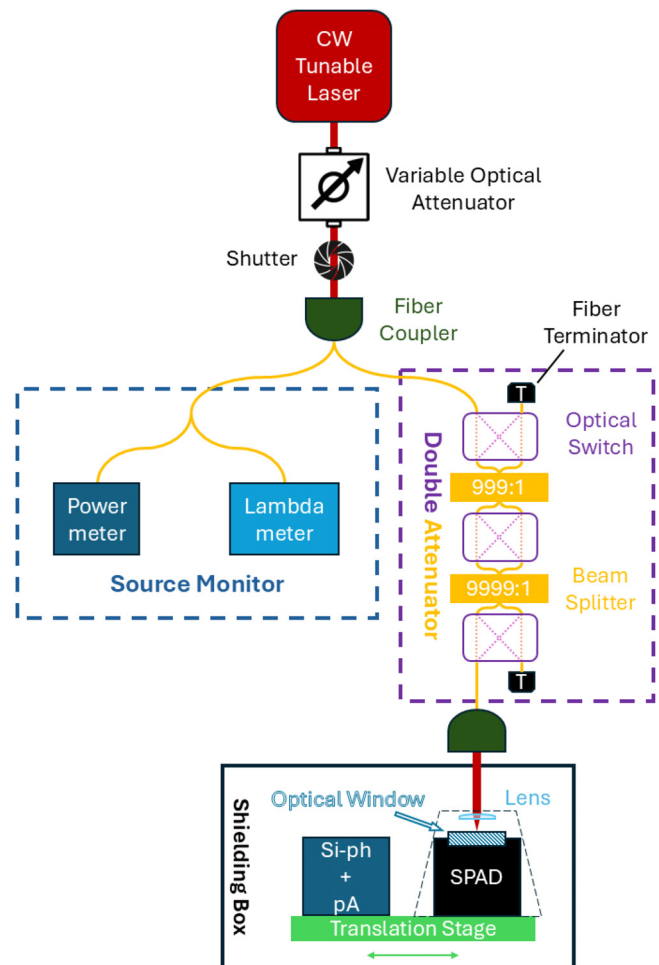 CW
Tunable
Laser
Variable Optical
Attenuator
Shutter
Fiber
Coupler
Fiber
Terminator
T
Optical
Switch
Double Attenuator
999:1
9999:1
Beam
Splitter
T
Power
meter
Lambda
meter
Source Monitor
Shielding Box
Optical Window
Lens
Si-ph
+
pA
SPAD
Translation Stage